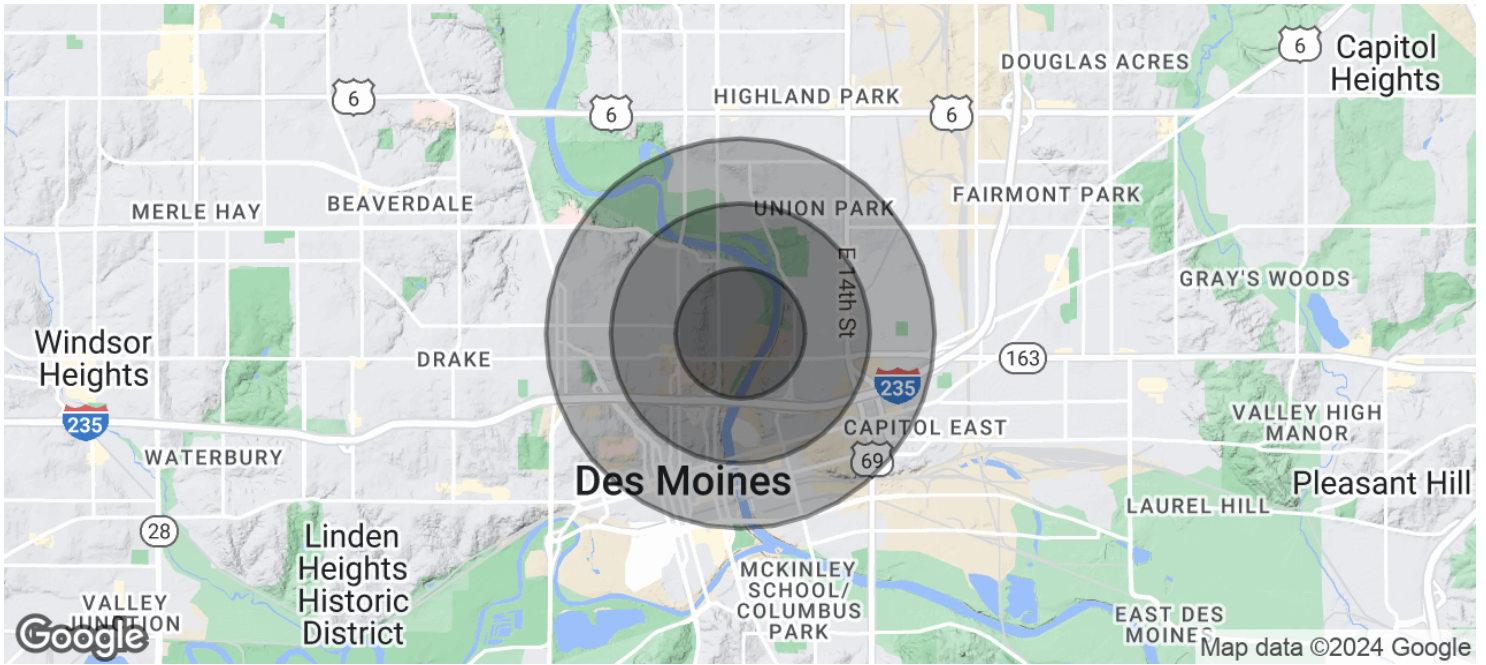 6
Capitol
Heights
DOUGLAS ACRES
6
HIGHLAND PARK
6
6
FAIRMONT PARK
BEAVERDALE
UNION PARK
MERLE HAY
E 14th St
GRAY'S WOODS
Windsor
Heights
DRAKE
163
235
235
VALLEY HIGH
MANOR
CAPITOL EAST
WATERBURY
69
Des Moines
Pleasant Hill
LAUREL HILL
28
Linden
Heights
Historic
District
MCKINLEY
SCHOOL/
COLUMBUS
PARK
VALLEY
JUNCTION
EAST DES
MOINES
Google
Map data ©2024 Google